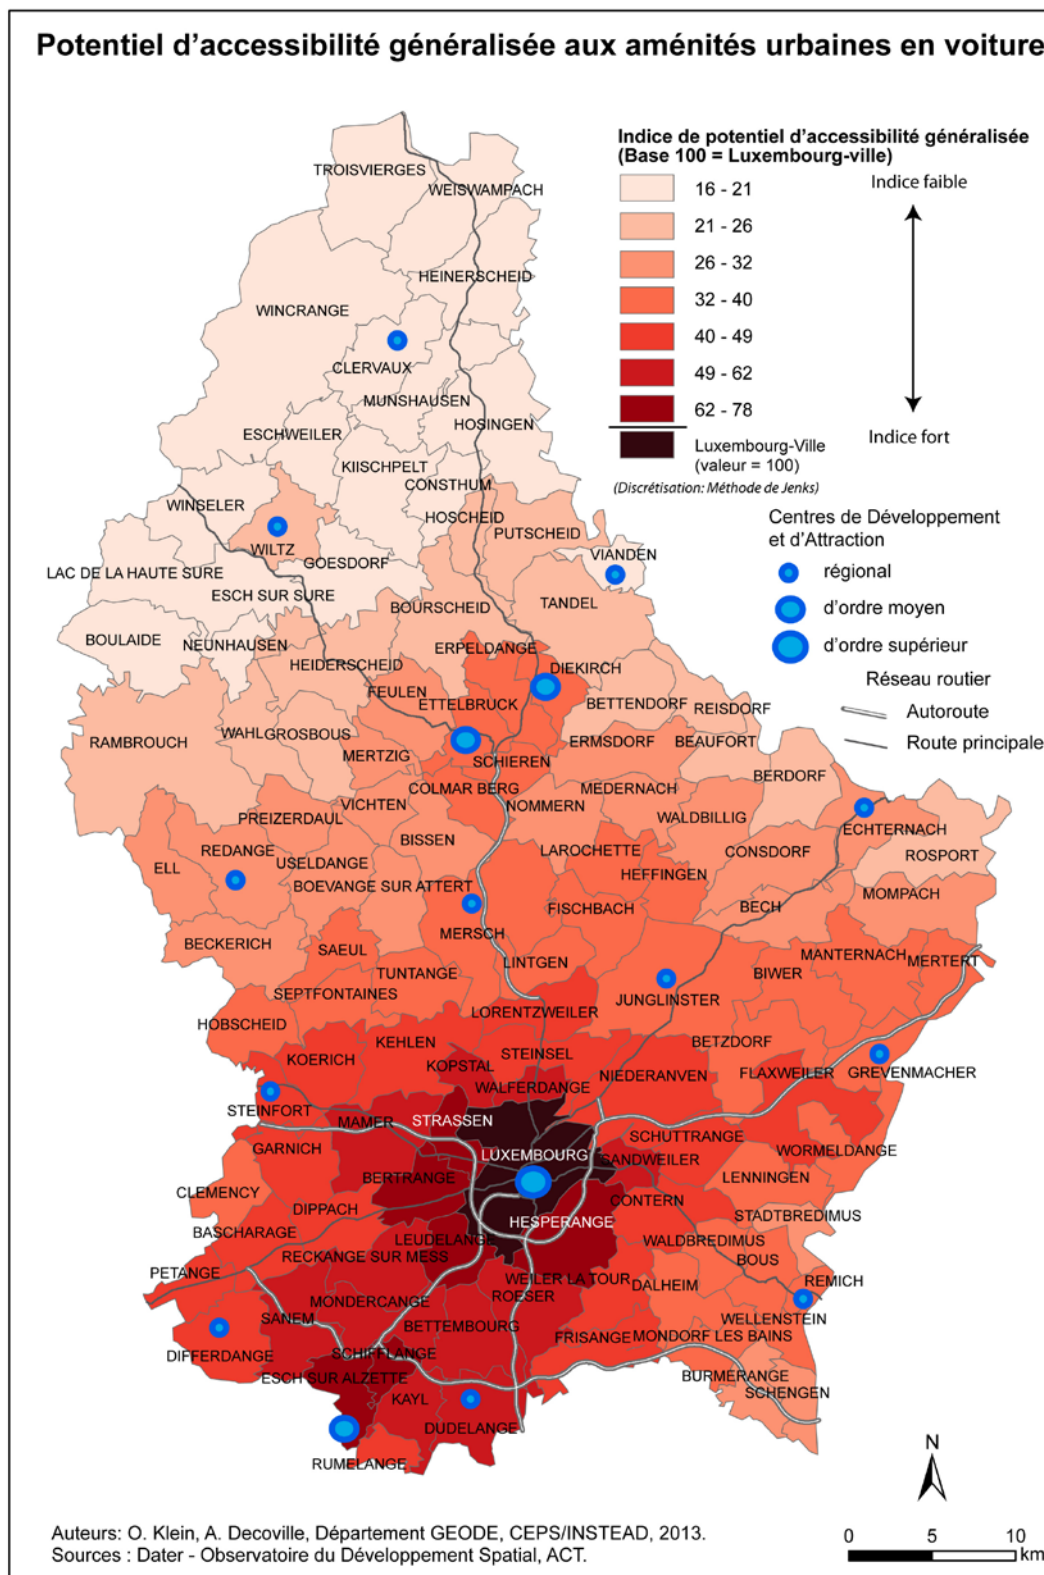 Potentiel d’accessibilité généralisée aux aménités urbaines en voiture
Indice de potentiel d’accessibilité généralisée
(Base 100 = Luxembourg-ville)
16 - 21
21 - 26
26 - 32
32 - 40
40 - 49
49 - 62
62 - 78
Luxembourg-Ville
(valeur = 100)
(Discrétisation: Méthode de Jenks)
Indice faible
Indice fort
Centres de Développement
et d’Attraction
régional
d’ordre moyen
d’ordre supérieur
Réseau routier
Autoroute
Route principale
TROISVIERGES
WEISWAMPACH
HEINERSCHEID
WINCRANGE
CLERVAUX
MUNSHAUSEN
HOSINGEN
ESCHWEILER
KIISCHPELT
CONSTHUM
WINSELER
HOSCHEID
PUTSCHEID
WILTZ
VIANDEN
GOESDORF
LAC DE LA HAUTE SURE
ESCH SUR SURE
BOURSCHEID
TANDEL
BOULAIDE
NEUNHAUSEN
ERPELDANGE
HEIDERSCHEID
DIEKIRCH
FEULEN
ETTELBRUCK
BETTENDORF
REISDORF
WAHL
GROSBOUS
RAMBROUCH
ERMSDORF
BEAUFORT
MERTZIG
SCHIEREN
BERDORF
COLMAR BERG
MEDERNACH
VICHTEN
NOMMERN
WALDBILLIG
PREIZERDAUL
ECHTERNACH
BISSEN
REDANGE
LAROCHETTE
CONSDORF
ROSPORT
ELL
USELDANGE
HEFFINGEN
BOEVANGE SUR ATTERT
MOMPACH
FISCHBACH
BECH
MERSCH
BECKERICH
SAEUL
MANTERNACH
LINTGEN
MERTERT
TUNTANGE
BIWER
SEPTFONTAINES
JUNGLINSTER
LORENTZWEILER
HOBSCHEID
KEHLEN
BETZDORF
KOERICH
STEINSEL
KOPSTAL
NIEDERANVEN
FLAXWEILER
GREVENMACHER
WALFERDANGE
STEINFORT
STRASSEN
MAMER
SCHUTTRANGE
GARNICH
LUXEMBOURG
WORMELDANGE
SANDWEILER
BERTRANGE
LENNINGEN
CLEMENCY
CONTERN
DIPPACH
STADTBREDIMUS
HESPERANGE
BASCHARAGE
LEUDELANGE
WALDBREDIMUS
RECKANGE SUR MESS
BOUS
PETANGE
WEILER LA TOUR
DALHEIM
REMICH
ROESER
MONDERCANGE
SANEM
WELLENSTEIN
BETTEMBOURG
FRISANGE
MONDORF LES BAINS
DIFFERDANGE
SCHIFFLANGE
ESCH SUR ALZETTE
BURMERANGE
SCHENGEN
KAYL
DUDELANGE
RUMELANGE
N
Auteurs: O. Klein, A. Decoville, Département GEODE, CEPS/INSTEAD, 2013.
Sources : Dater - Observatoire du Développement Spatial, ACT.
0 5 10
km